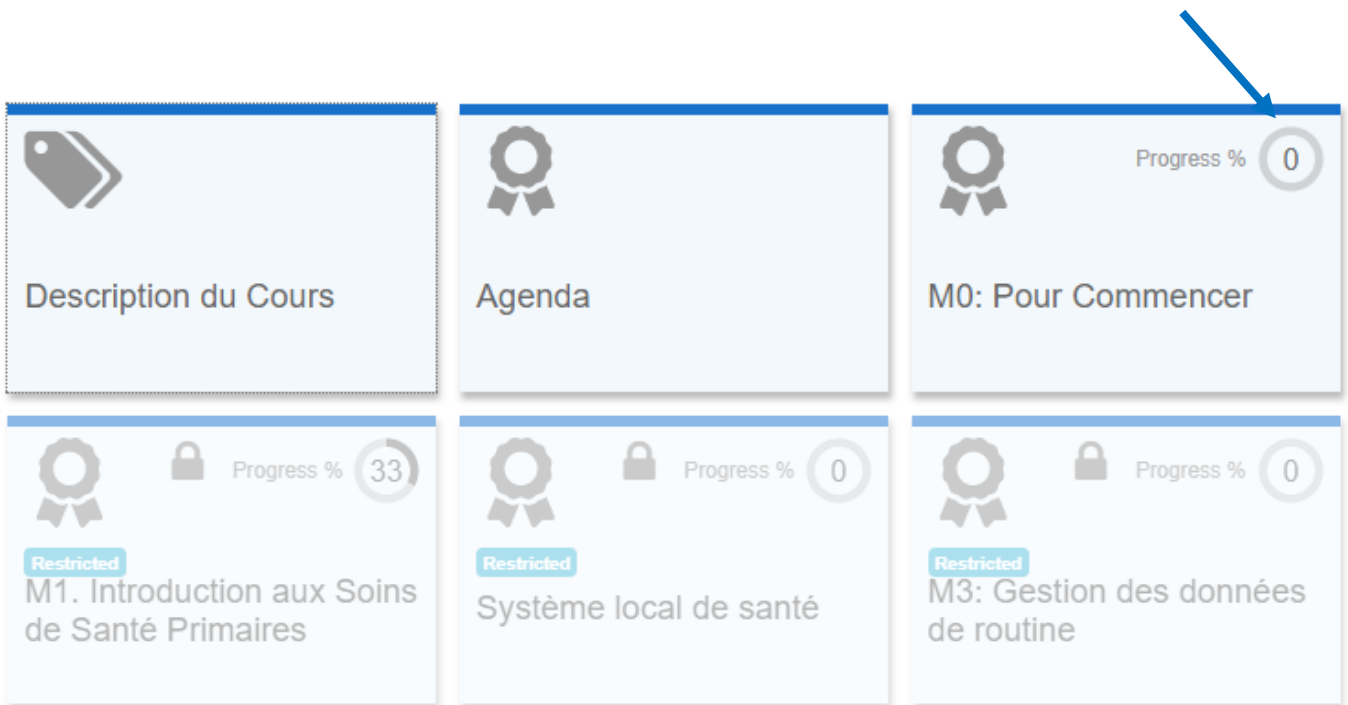 Progress % 0
Description du Cours
Agenda
M0: Pour Commencer
Progress % 33
Restricted
M1. Introduction aux Soins
de Santé Primaires
Progress % 0
Restricted
Système local de santé
Progress % 0
Restricted
M3: Gestion des données
de routine